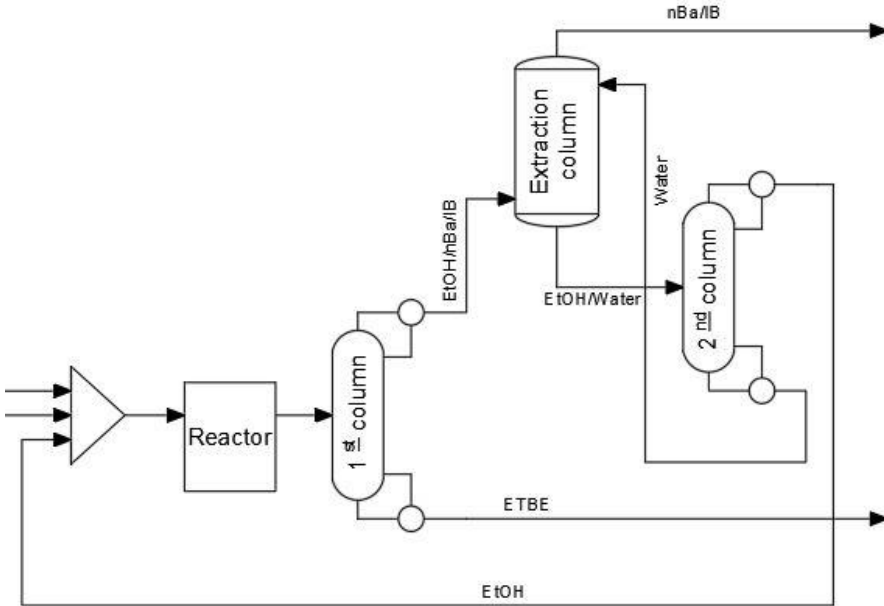 nBa/IB
Extraction
column
Water
EtOH/nBa/IB
EtOH/Water
2 nd column
1 st column
Reactor
ETBE
EtOH